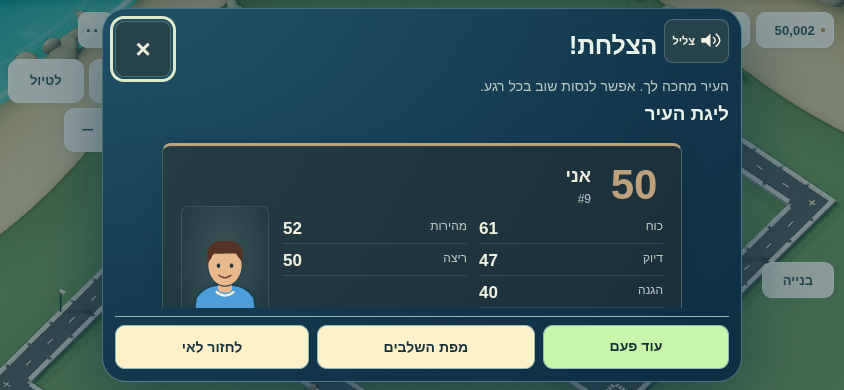 50,002
צליל
הצלחת!
×
לטיול
העיר מחכה לך. אפשר לנסות שוב בכל רגע.
ליגת העיר
50
אני
#9
כוח 61
מהירות 52
דיוק 47
ריצה 50
הגנה 40
בנייה
עוד פעם
מפת השלבים
לחזור לאי